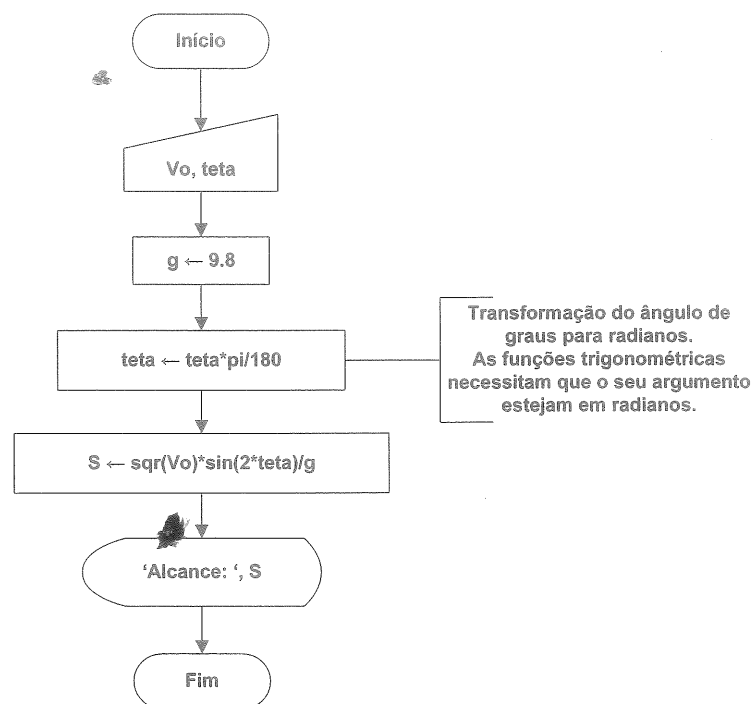 Início
Vo, teta
g ← 9.8
teta ← teta*pi/180
Transformação do ângulo de
graus para radianos.
As funções trigonométricas
necessitam que o seu argumento
estejam em radianos.
S ← sqr(Vo)*sin(2*teta)/g
‘Alcance: ‘, S
Fim